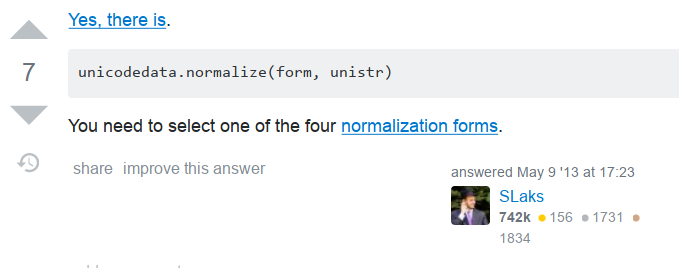 Yes, there is.
7
unicodedata.normalize(form, unistr)
You need to select one of the four normalization forms.
share improve this answer
answered May 9 '13 at 17:23
SLaks
742k 156 1731
1834